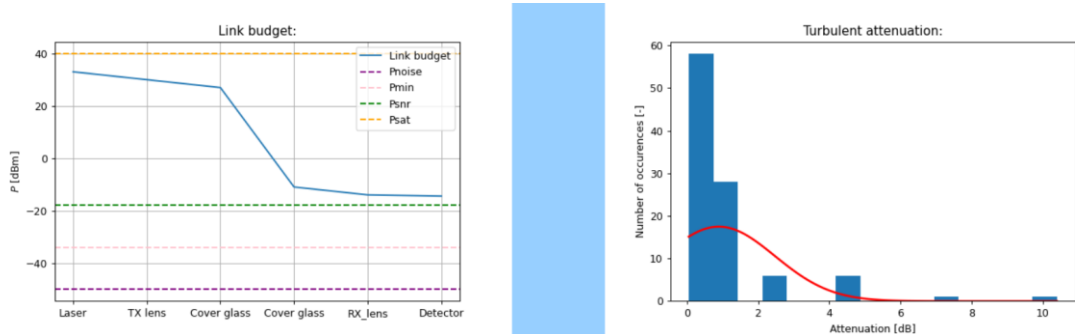 Link budget:
P [dBm]
40
20
0
−20
−40
Link budget
Pnoise
Pmin
Psnr
Psat
Laser TX lens Cover glass Cover glass RX_lens Detector
Turbulent attenuation:
Number of occurences [-]
60
50
40
30
20
10
0
0 2 4 6 8 10
Attenuation [dB]